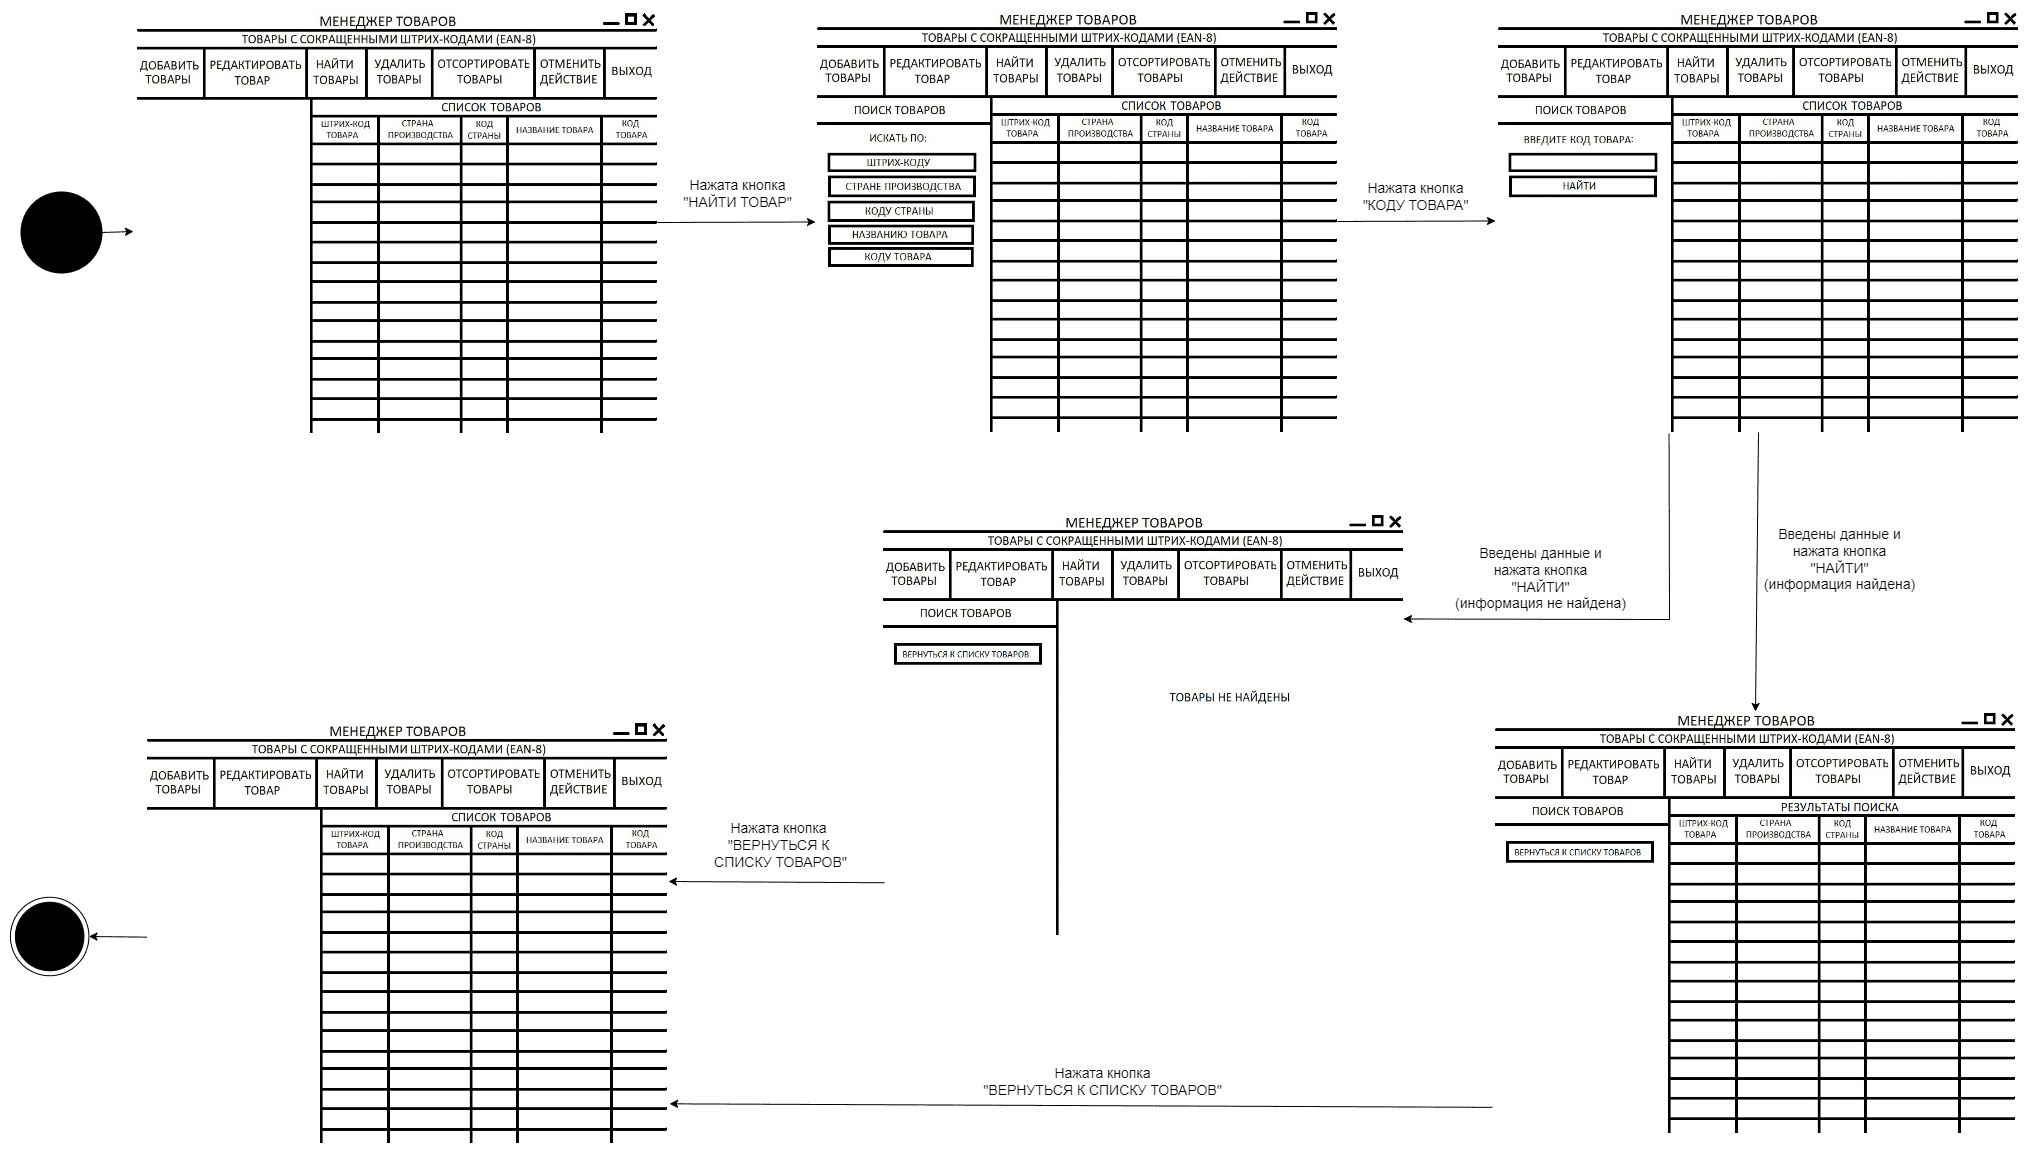 МЕНЕДЖЕР ТОВАРОВ
ТОВАРЫ С СОКРАЩЕННЫМИ ШТРИХ-КОДАМИ (EAN-8)
ДОБАВИТЬ ТОВАРЫ
РЕДАКТИРОВАТЬ ТОВАР
НАЙТИ ТОВАРЫ
УДАЛИТЬ ТОВАРЫ
ОТСОРТИРОВАТЬ ТОВАРЫ
ОТМЕНИТЬ ДЕЙСТВИЕ
ВЫХОД
СПИСОК ТОВАРОВ
ШТРИХ-КОД ТОВАРА
СТРАНА ПРОИЗВОДСТВА
КОД СТРАНЫ
НАЗВАНИЕ ТОВАРА
КОД ТОВАРА
Нажата кнопка
"НАЙТИ ТОВАР"
МЕНЕДЖЕР ТОВАРОВ
ТОВАРЫ С СОКРАЩЕННЫМИ ШТРИХ-КОДАМИ (EAN-8)
ДОБАВИТЬ ТОВАРЫ
РЕДАКТИРОВАТЬ ТОВАР
НАЙТИ ТОВАРЫ
УДАЛИТЬ ТОВАРЫ
ОТСОРТИРОВАТЬ ТОВАРЫ
ОТМЕНИТЬ ДЕЙСТВИЕ
ВЫХОД
ПОИСК ТОВАРОВ
ИСКАТЬ ПО:
ШТРИХ-КОДУ
СТРАНЕ ПРОИЗВОДСТВА
КОДУ СТРАНЫ
НАЗВАНИЮ ТОВАРА
КОДУ ТОВАРА
СПИСОК ТОВАРОВ
ШТРИХ-КОД ТОВАРА
СТРАНА ПРОИЗВОДСТВА
КОД СТРАНЫ
НАЗВАНИЕ ТОВАРА
КОД ТОВАРА
Нажата кнопка
"КОДУ ТОВАРА"
МЕНЕДЖЕР ТОВАРОВ
ТОВАРЫ С СОКРАЩЕННЫМИ ШТРИХ-КОДАМИ (EAN-8)
ДОБАВИТЬ ТОВАРЫ
РЕДАКТИРОВАТЬ ТОВАР
НАЙТИ ТОВАРЫ
УДАЛИТЬ ТОВАРЫ
ОТСОРТИРОВАТЬ ТОВАРЫ
ОТМЕНИТЬ ДЕЙСТВИЕ
ВЫХОД
ПОИСК ТОВАРОВ
ВВЕДИТЕ КОД ТОВАРА:
НАЙТИ
СПИСОК ТОВАРОВ
ШТРИХ-КОД ТОВАРА
СТРАНА ПРОИЗВОДСТВА
КОД СТРАНЫ
НАЗВАНИЕ ТОВАРА
КОД ТОВАРА
Введены данные и
нажата кнопка
"НАЙТИ"
(информация не найдена)
Введены данные и
нажата кнопка
"НАЙТИ"
(информация найдена)
МЕНЕДЖЕР ТОВАРОВ
ТОВАРЫ С СОКРАЩЕННЫМИ ШТРИХ-КОДАМИ (EAN-8)
ДОБАВИТЬ ТОВАРЫ
РЕДАКТИРОВАТЬ ТОВАР
НАЙТИ ТОВАРЫ
УДАЛИТЬ ТОВАРЫ
ОТСОРТИРОВАТЬ ТОВАРЫ
ОТМЕНИТЬ ДЕЙСТВИЕ
ВЫХОД
ПОИСК ТОВАРОВ
ВЕРНУТЬСЯ К СПИСКУ ТОВАРОВ
ТОВАРЫ НЕ НАЙДЕНЫ
МЕНЕДЖЕР ТОВАРОВ
ТОВАРЫ С СОКРАЩЕННЫМИ ШТРИХ-КОДАМИ (EAN-8)
ДОБАВИТЬ ТОВАРЫ
РЕДАКТИРОВАТЬ ТОВАР
НАЙТИ ТОВАРЫ
УДАЛИТЬ ТОВАРЫ
ОТСОРТИРОВАТЬ ТОВАРЫ
ОТМЕНИТЬ ДЕЙСТВИЕ
ВЫХОД
ПОИСК ТОВАРОВ
ВЕРНУТЬСЯ К СПИСКУ ТОВАРОВ
РЕЗУЛЬТАТЫ ПОИСКА
ШТРИХ-КОД ТОВАРА
СТРАНА ПРОИЗВОДСТВА
КОД СТРАНЫ
НАЗВАНИЕ ТОВАРА
КОД ТОВАРА
Нажата кнопка
"ВЕРНУТЬСЯ К
СПИСКУ ТОВАРОВ"
Нажата кнопка
"ВЕРНУТЬСЯ К СПИСКУ ТОВАРОВ"
МЕНЕДЖЕР ТОВАРОВ
ТОВАРЫ С СОКРАЩЕННЫМИ ШТРИХ-КОДАМИ (EAN-8)
ДОБАВИТЬ ТОВАРЫ
РЕДАКТИРОВАТЬ ТОВАР
НАЙТИ ТОВАРЫ
УДАЛИТЬ ТОВАРЫ
ОТСОРТИРОВАТЬ ТОВАРЫ
ОТМЕНИТЬ ДЕЙСТВИЕ
ВЫХОД
СПИСОК ТОВАРОВ
ШТРИХ-КОД ТОВАРА
СТРАНА ПРОИЗВОДСТВА
КОД СТРАНЫ
НАЗВАНИЕ ТОВАРА
КОД ТОВАРА